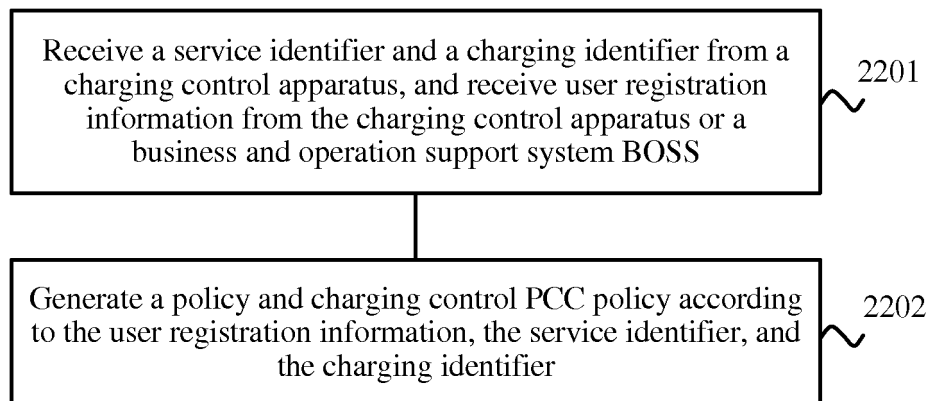 Receive a service identifier and a charging identifier from a
charging control apparatus, and receive user registration
information from the charging control apparatus or a
business and operation support system BOSS
2201
Generate a policy and charging control PCC policy according
to the user registration information, the service identifier, and
the charging identifier
2202